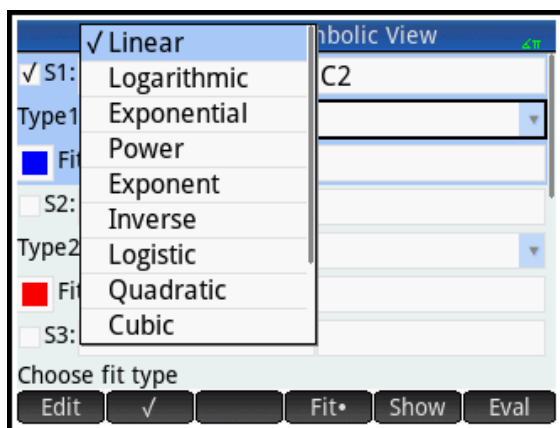 √ Linear
Logarithmic
Exponential
Power
Exponent
Inverse
Logistic
Quadratic
Cubic
View
∡π
√ S1:
C2
Type1
S2:
Type2
S3:
Choose fit type
Edit
√
Fit•
Show
Eval